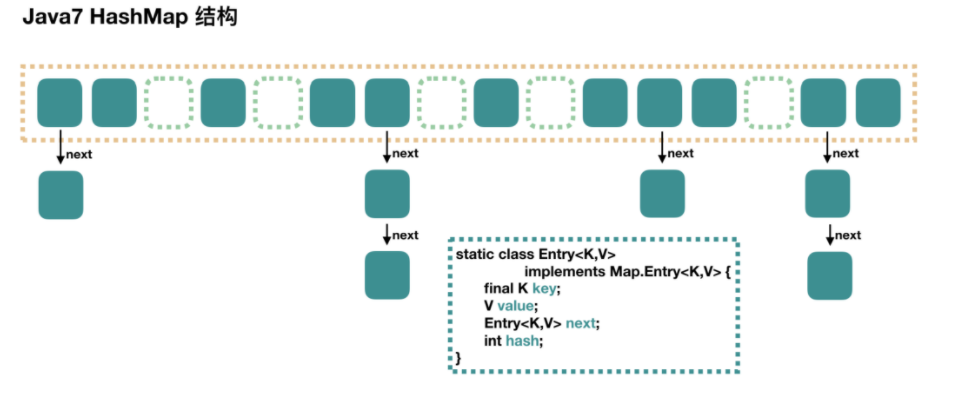 Java7 HashMap 结构
next
next
next
next
next
next
static class Entry<K,V>
implements Map.Entry<K,V> {
final K key;
V value;
Entry<K,V> next;
int hash;
}